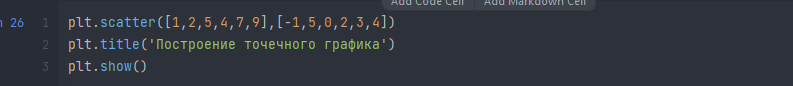 Add Code Cell Add Markdown Cell
26 1 plt.scatter([1,2,5,4,7,9],[-1,5,0,2,3,4])
2 plt.title('Построение точечного графика')
3 plt.show()